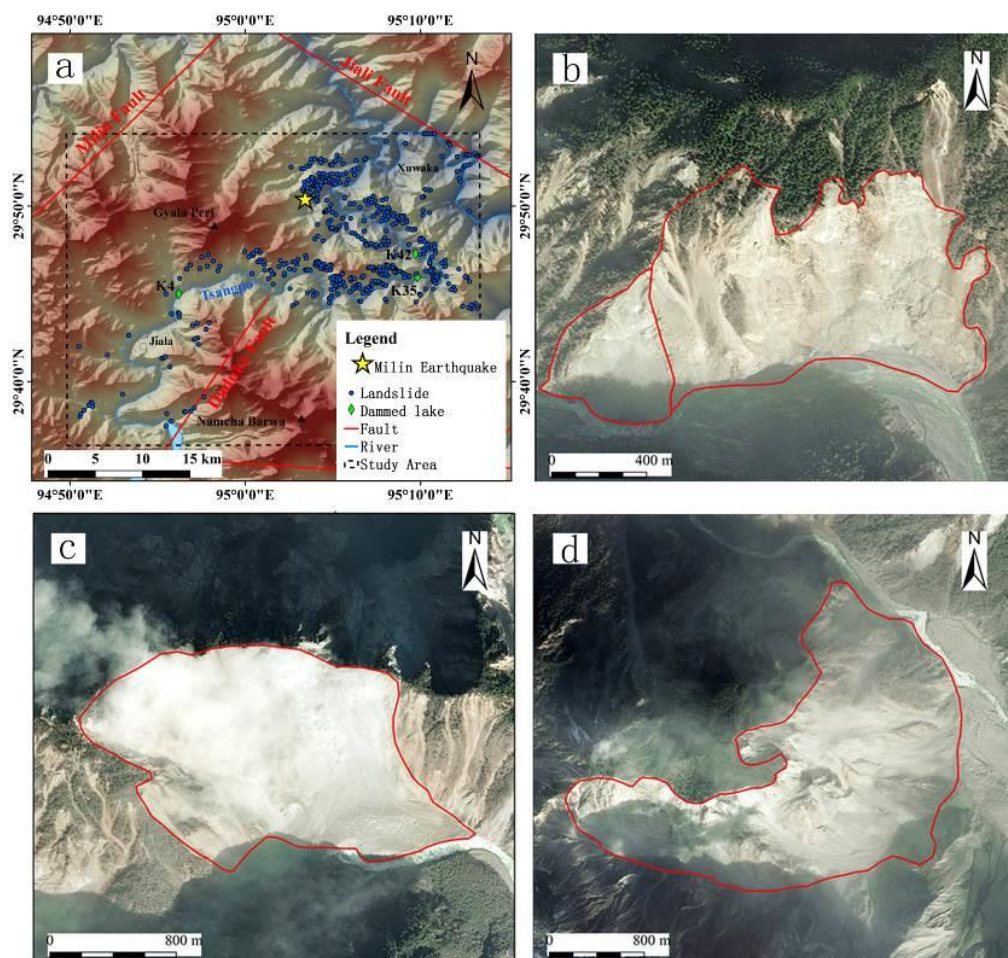 94°50'0"E 95°0'0"E 95°10'0"E
a
N
Milin Fault
Jiali Fault
Xuwaka
29°50'0"N
29°50'0"N
Gyala Peri
K42
K4
K35
Tsangpo
Jiala
29°40'0"N
29°40'0"N
Namcha Barwa
Legend
Milin Earthquake
Landslide
Dammed lake
Fault
River
Study Area
0 5 10 15 km
94°50'0"E 95°0'0"E 95°10'0"E
b
N
0 400 m
c
N
0 800 m
d
N
0 800 m